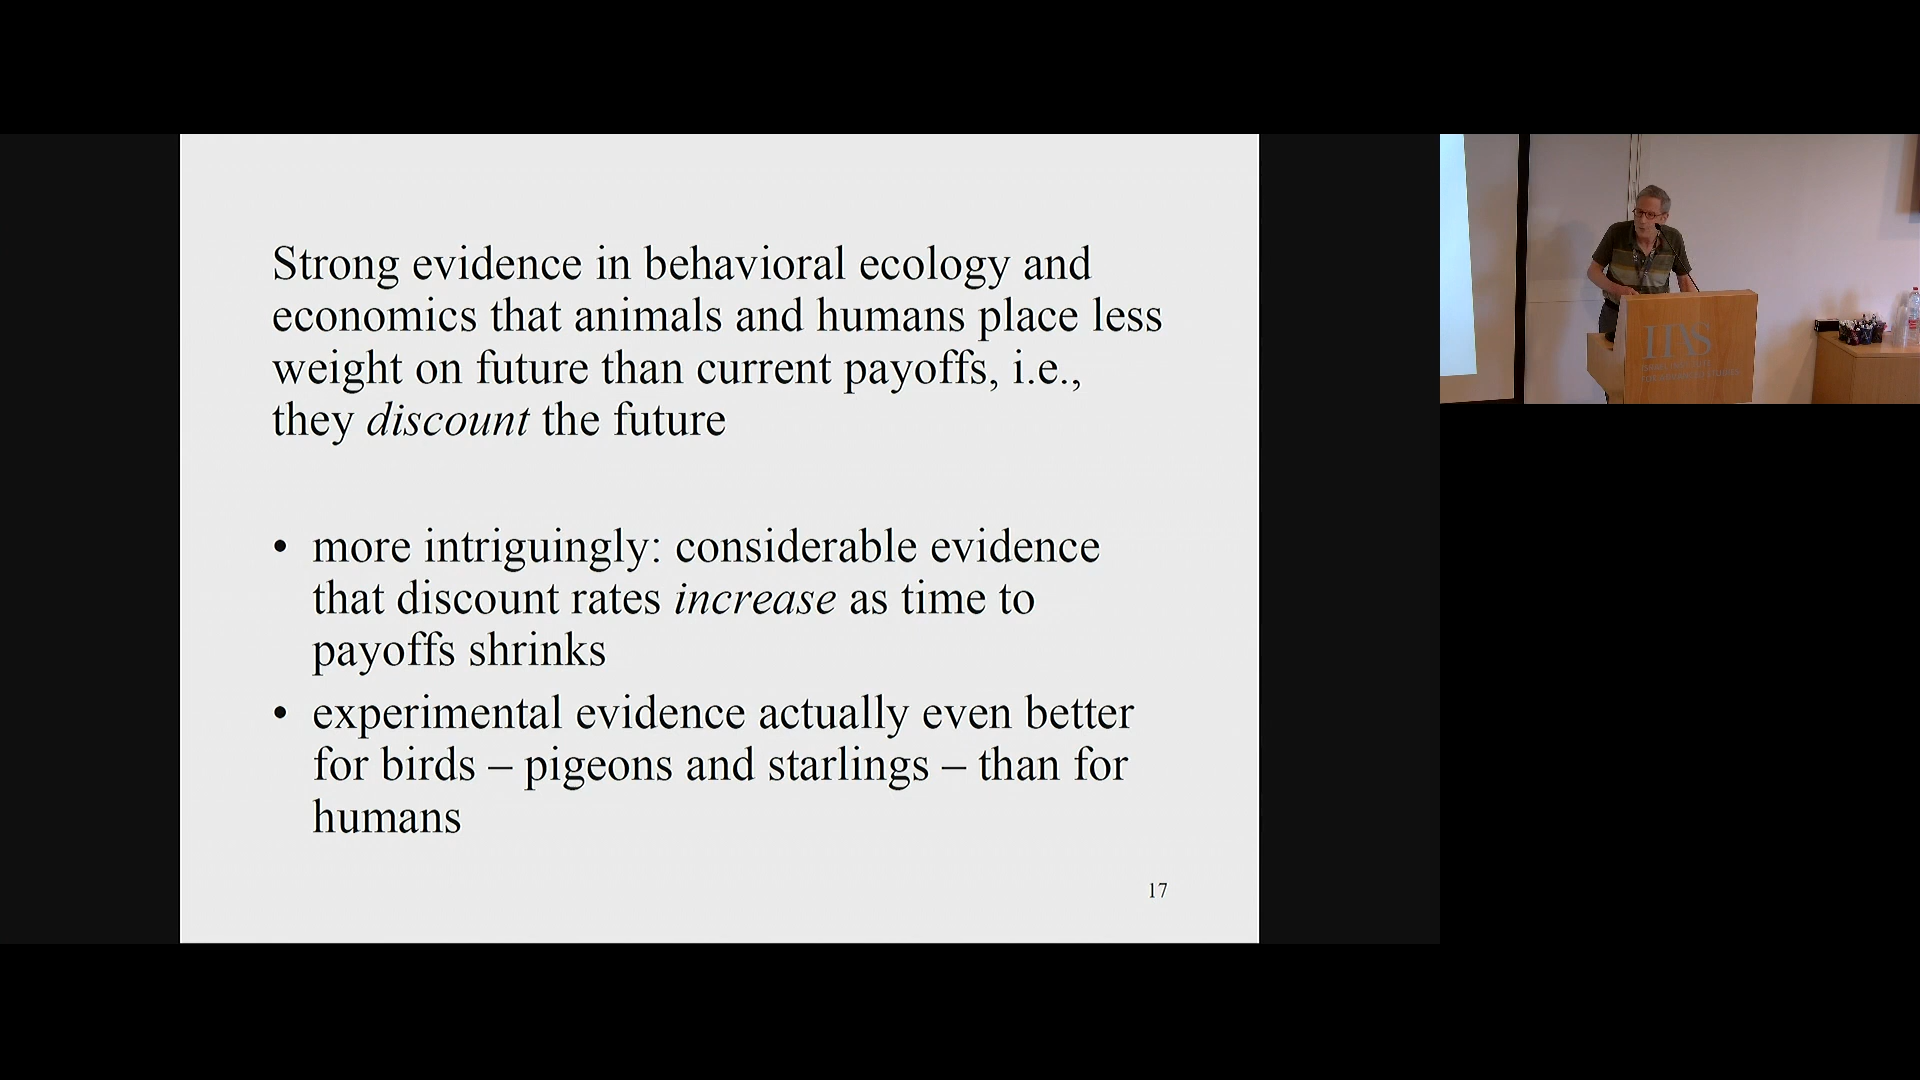 Strong evidence in behavioral ecology and
economics that animals and humans place less
weight on future than current payoffs, i.e.,
they discount the future
• more intriguingly: considerable evidence
that discount rates increase as time to
payoffs shrinks
• experimental evidence actually even better
for birds – pigeons and starlings – than for
humans
17
IIAS